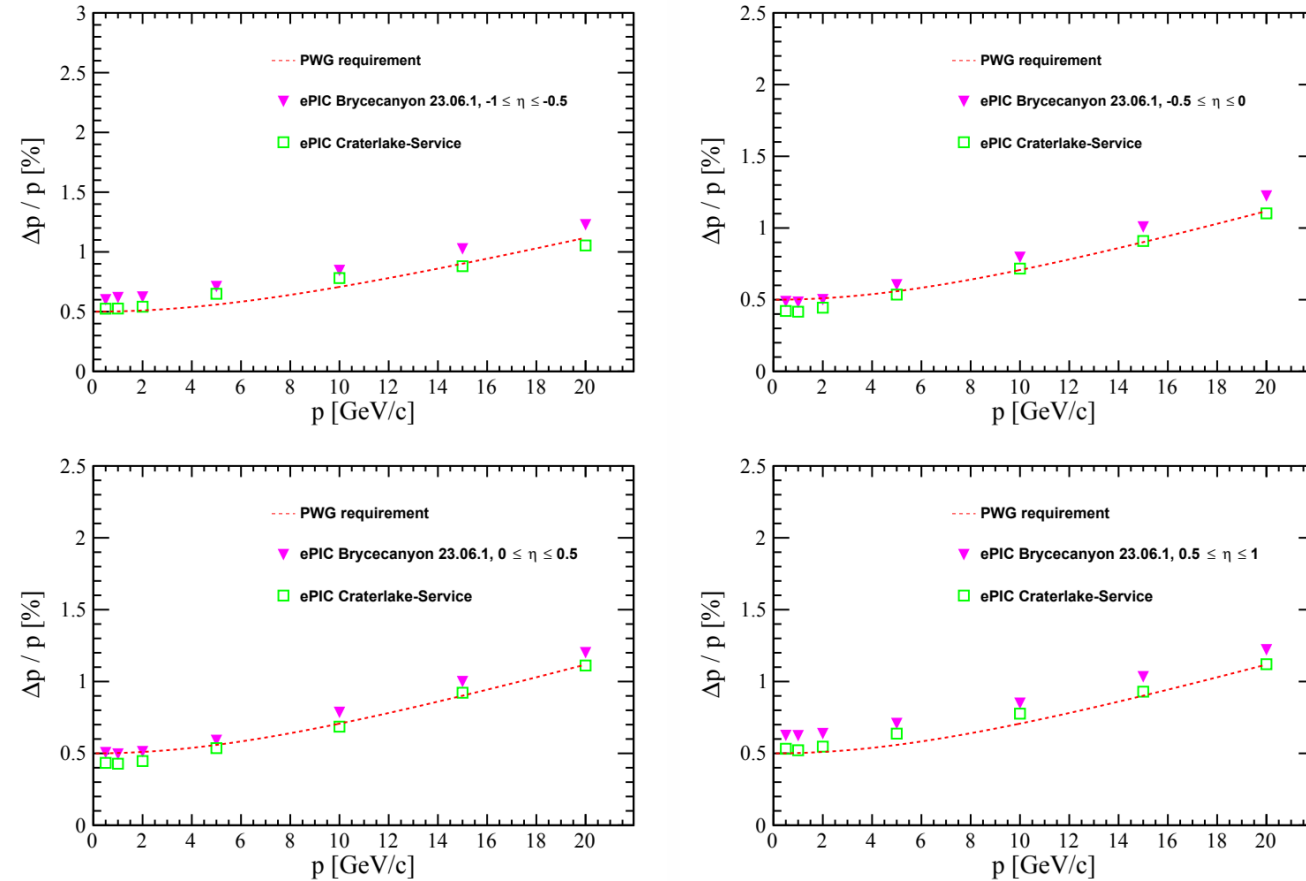 3
2.5
2
1.5
1
0.5
0
Δp / p [%]
PWG requirement
ePIC Brycecanyon 23.06.1, -1 ≤ η ≤ -0.5
ePIC Craterlake-Service
0 2 4 6 8 10 12 14 16 18 20
p [GeV/c]
2.5
2
1.5
1
0.5
0
Δp / p [%]
PWG requirement
ePIC Brycecanyon 23.06.1, -0.5 ≤ η ≤ 0
ePIC Craterlake-Service
0 2 4 6 8 10 12 14 16 18 20
p [GeV/c]
2.5
2
1.5
1
0.5
0
Δp / p [%]
PWG requirement
ePIC Brycecanyon 23.06.1, 0 ≤ η ≤ 0.5
ePIC Craterlake-Service
0 2 4 6 8 10 12 14 16 18 20
p [GeV/c]
2.5
2
1.5
1
0.5
0
Δp / p [%]
PWG requirement
ePIC Brycecanyon 23.06.1, 0.5 ≤ η ≤ 1
ePIC Craterlake-Service
0 2 4 6 8 10 12 14 16 18 20
p [GeV/c]